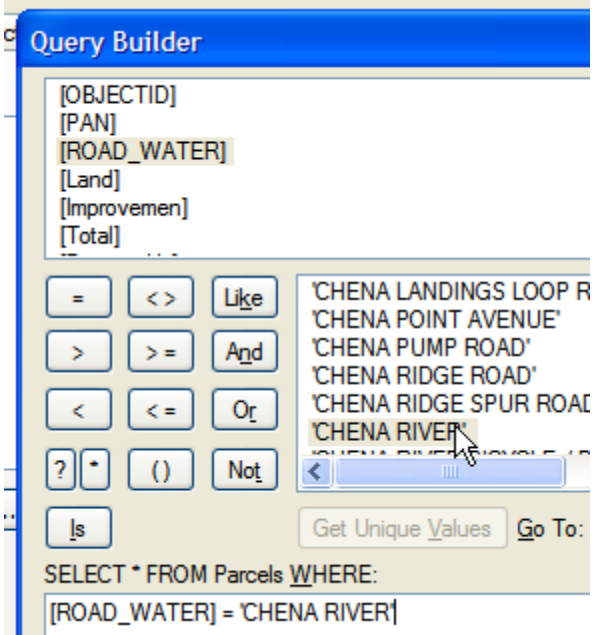 Query Builder
[OBJECTID]
[PAN]
[ROAD_WATER]
[Land]
[Improvemen]
[Total]
= <> Like
> >= And
< <= Or
? * () Not
Is
'CHENA LANDINGS LOOP R
'CHENA POINT AVENUE'
'CHENA PUMP ROAD'
'CHENA RIDGE ROAD'
'CHENA RIDGE SPUR ROAD
'CHENA RIVER'
Get Unique Values Go To:
SELECT * FROM Parcels WHERE:
[ROAD_WATER] = 'CHENA RIVER'